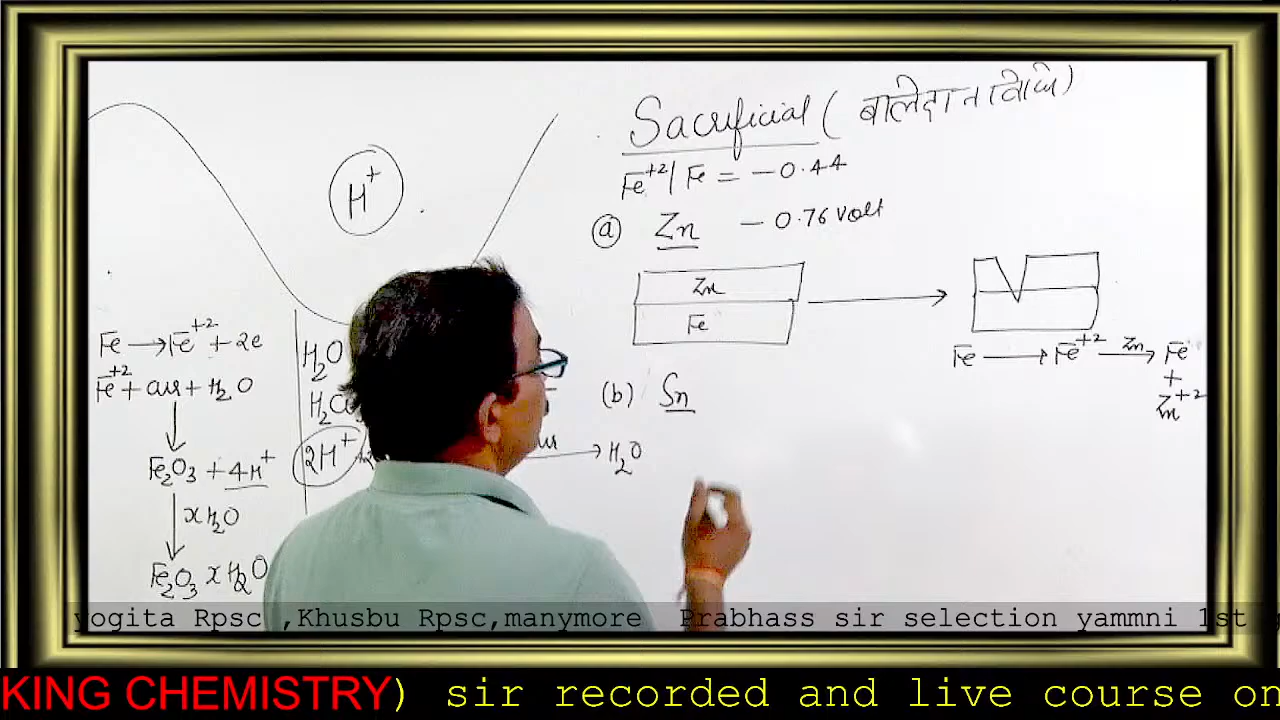 Sacrificial ( बलिदान विधि )
Fe+2 | Fe = -0.44
(a) Zn -0.76 volt
H+
Zn
Fe
Fe → Fe+2 + 2e
Fe+2 + air + H2O
Fe2O3 + 4H+
xH2O
Fe2O3 xH2O
H2O
2H+
→ H2O
Fe → Fe+2 Zn→ Fe
+
Zn+2
(b) Sn
yogita Rpsc ,Khusbu Rpsc,manymore Prabhass sir selection yammni 1st
KING CHEMISTRY) sir recorded and live course on